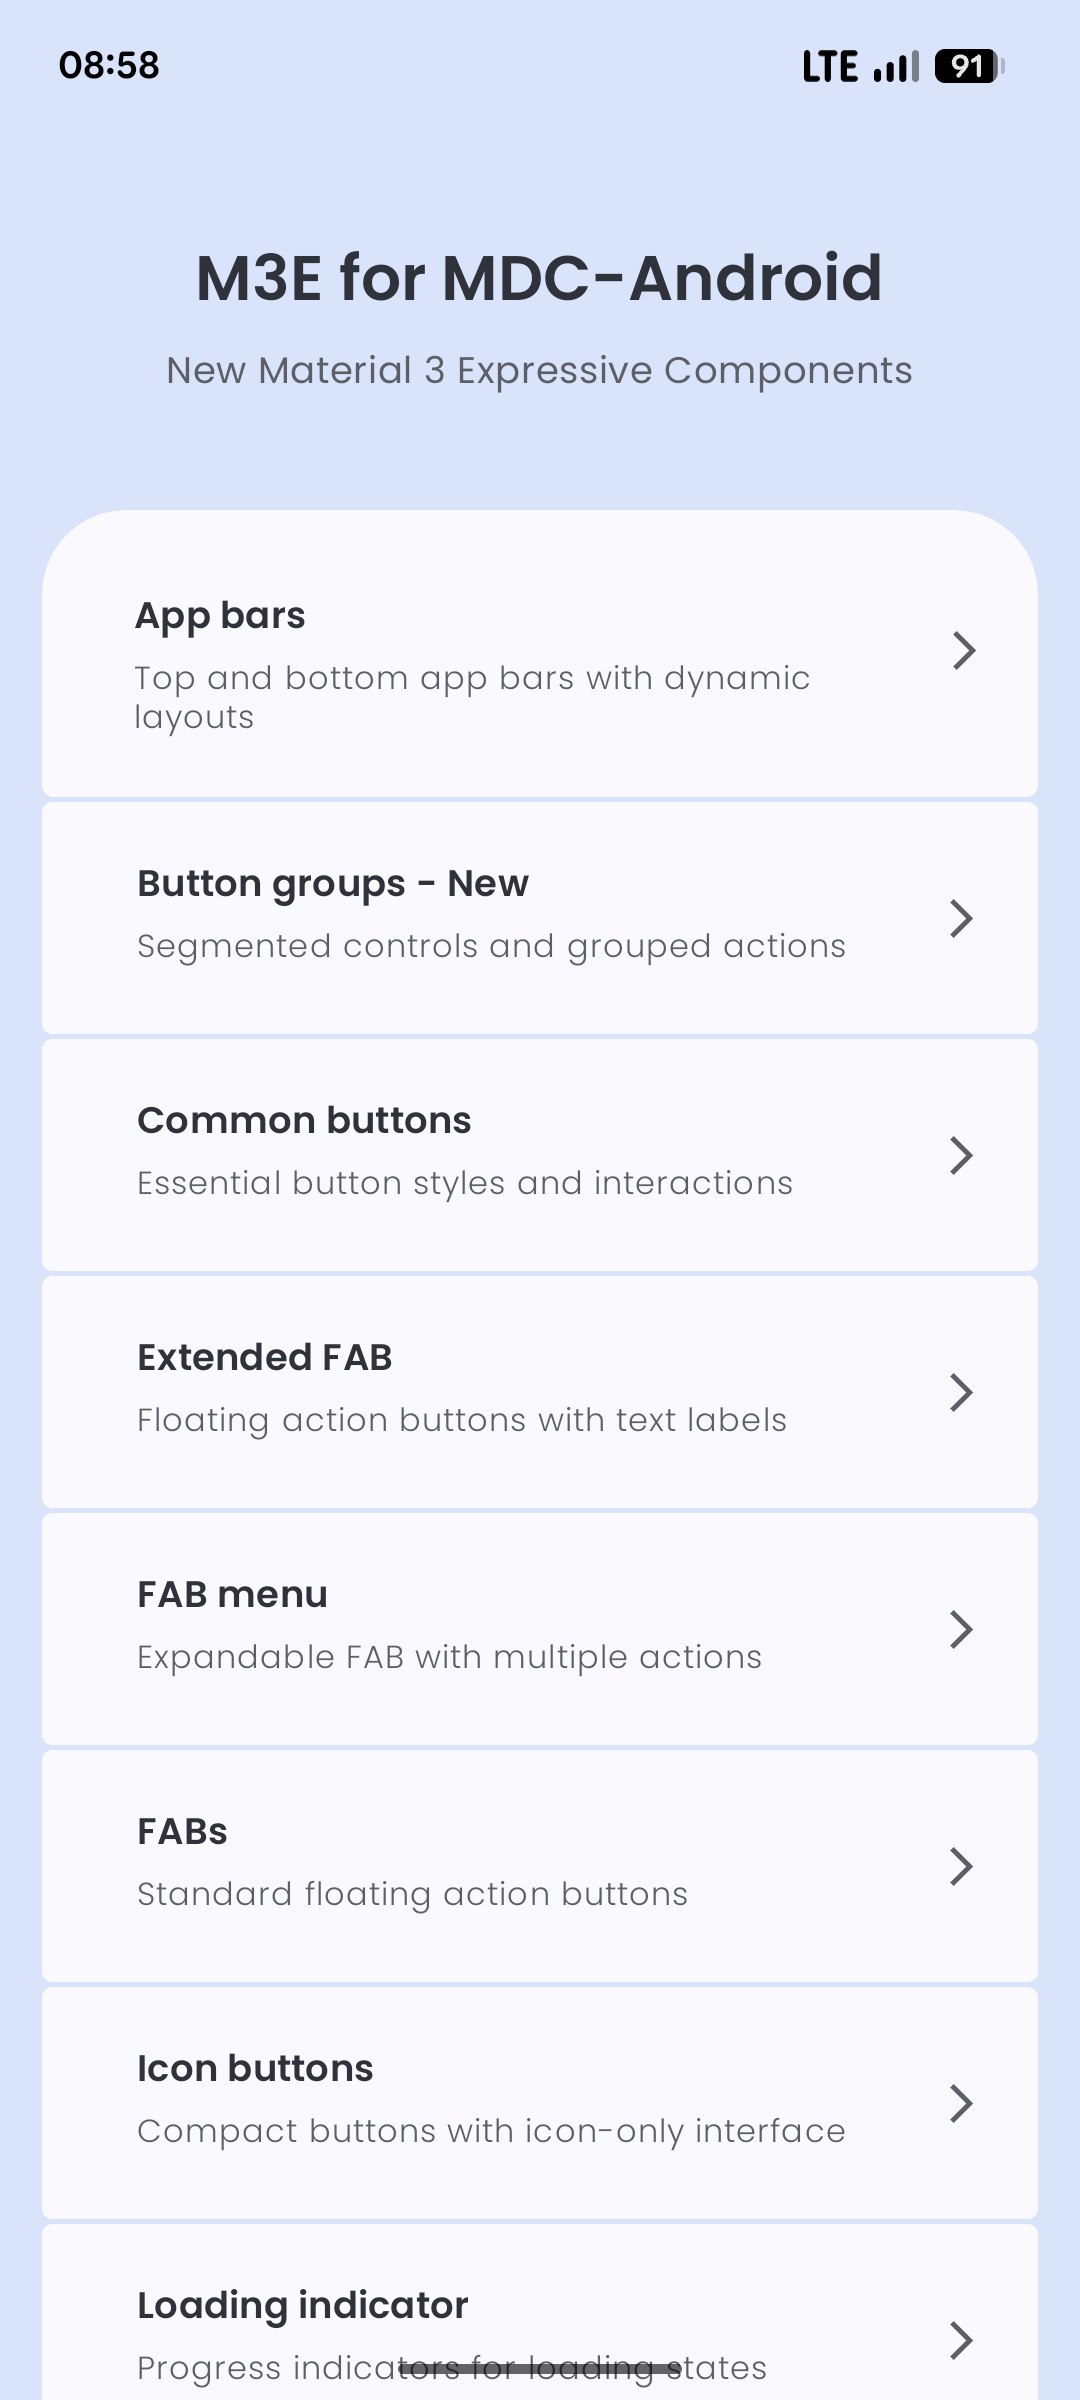 08:58
LTE 91
M3E for MDC-Android
New Material 3 Expressive Components
App bars
Top and bottom app bars with dynamic
layouts
Button groups - New
Segmented controls and grouped actions
Common buttons
Essential button styles and interactions
Extended FAB
Floating action buttons with text labels
FAB menu
Expandable FAB with multiple actions
FABs
Standard floating action buttons
Icon buttons
Compact buttons with icon-only interface
Loading indicator
Progress indicators for loading states